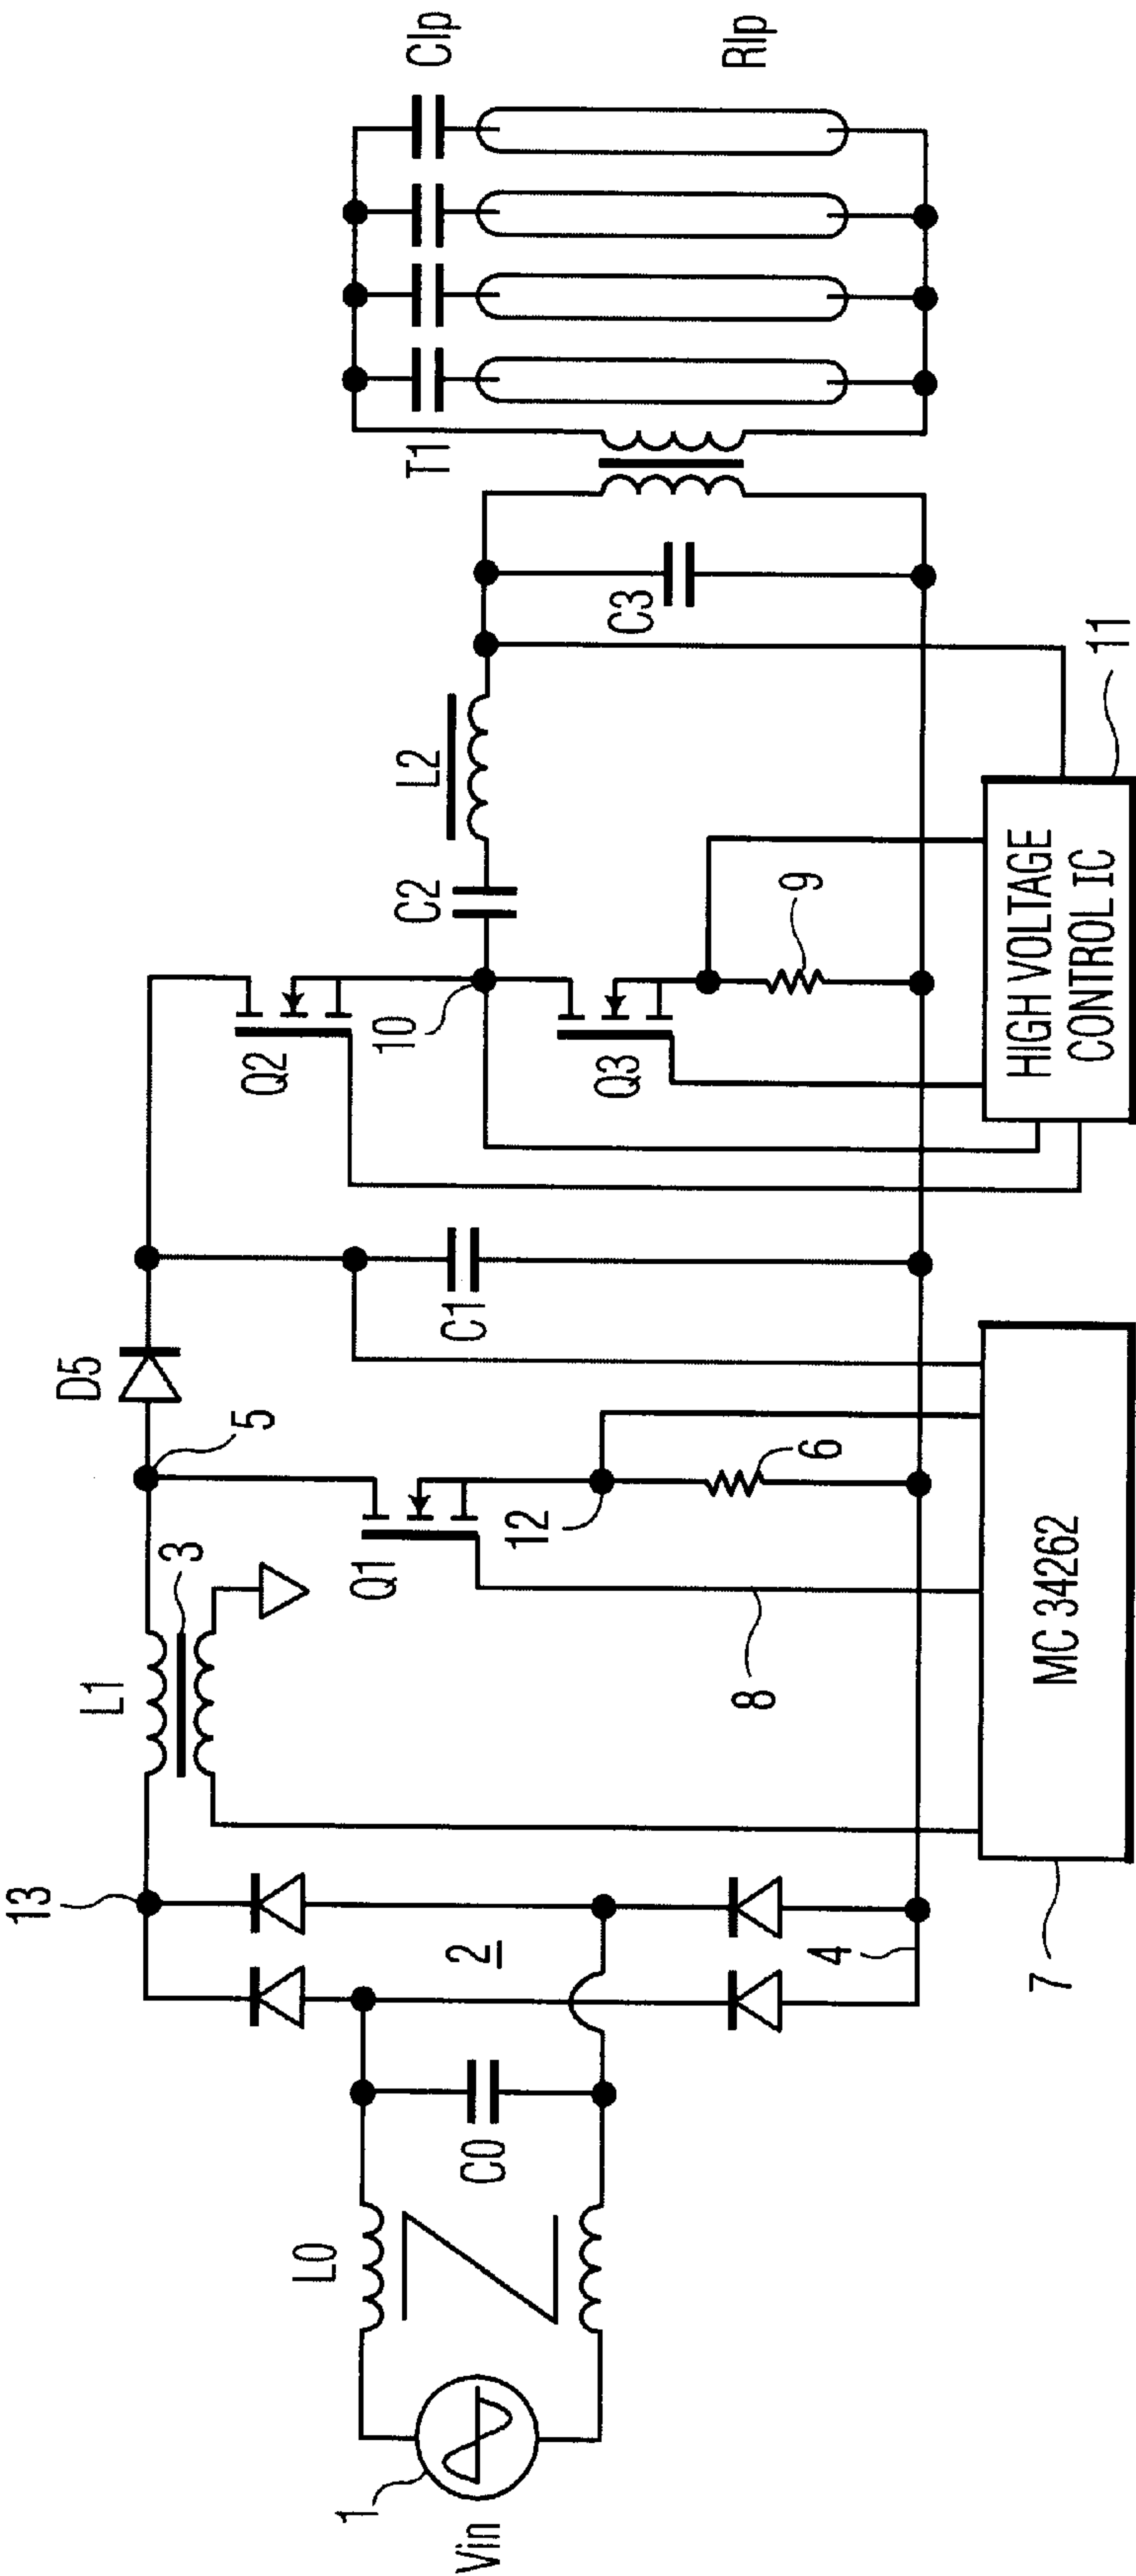 Vin
1
L0
C0
2
13
4
L1
3
5
D5
Q1
12
6
8
C1
MC 34262
7
Q2
10
Q3
9
C2
L2
C3
HIGH VOLTAGE
CONTROL IC
11
T1
Clp
Rlp